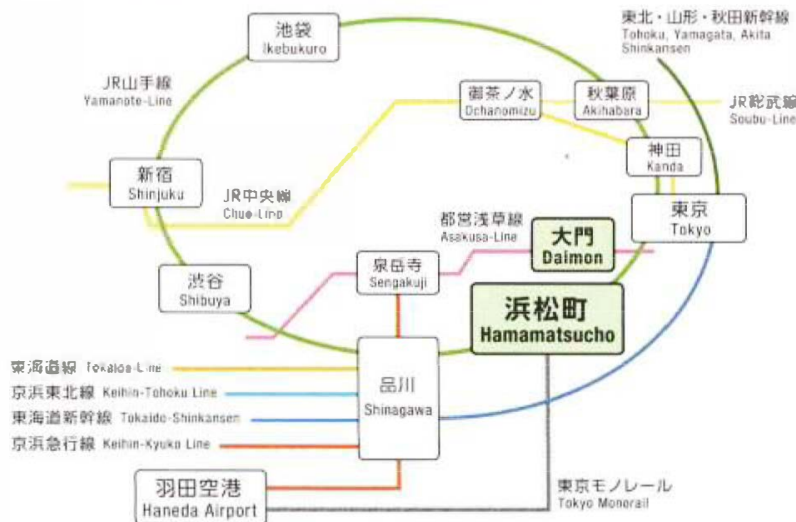 池袋
Ikebukuro
東北・山形・秋田新幹線
Tohoku, Yamagata, Akita
Shinkansen
JR山手線
Yamanote-Line
御茶ノ水
Ochanomizu
秋葉原
Akihabara
JR総武線
Soubu-Line
神田
Kanda
新宿
Shinjuku
JR中央線
Chuo-Line
東京
Tokyo
都営浅草線
Asakusa-Line
大門
Daimon
泉岳寺
Sengakuji
渋谷
Shibuya
浜松町
Hamamatsucho
東海道線 Tokaido-Line
京浜東北線 Keihin-Tohoku Line
東海道新幹線 Tokaido-Shinkansen
京浜急行線 Keihin-Kyuko Line
品川
Shinagawa
羽田空港
Haneda Airport
東京モノレール
Tokyo Monorail